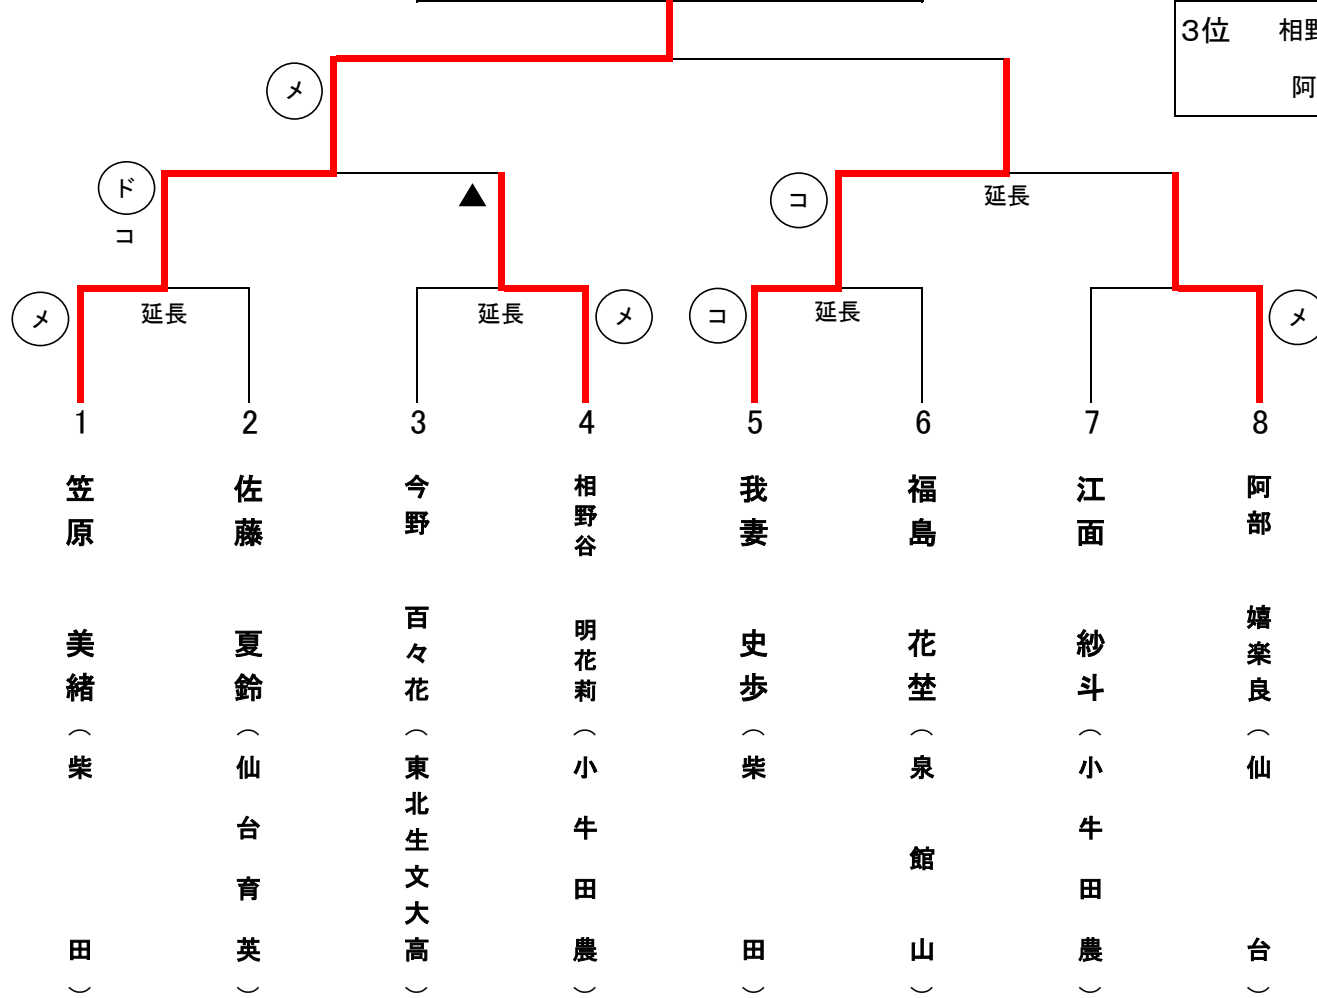 3位 相野
阿
メ
ド
コ
▲
コ
延長
メ
延長
延長
メ
コ
延長
メ
1 2 3 4 5 6 7 8
笠原 美緒（柴田）
佐藤 夏鈴（仙台育英）
今野 百々花（東北生文大高）
相野谷 明花莉（小牛田農）
我妻 史歩（柴田）
福島 花埜（泉館山）
江面 紗斗（小牛田農）
阿部 嬉楽良（仙台）